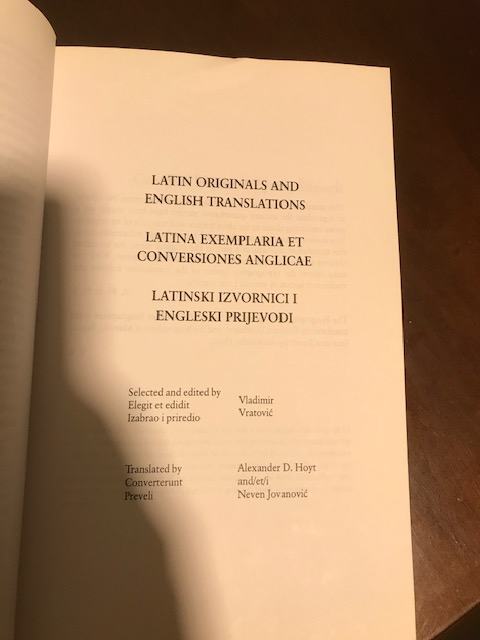 LATIN ORIGINALS AND
ENGLISH TRANSLATIONS
LATINA EXEMPLARIA ET
CONVERSIONES ANGLICAE
LATINSKI IZVORNICI I
ENGLESKI PRIJEVODI
Selected and edited by
Elegit et edidit
Izabrao i priredio
Vladimir
Vratović
Translated by
Converterunt
Preveli
Alexander D. Hoyt
and/et/i
Neven Jovanović